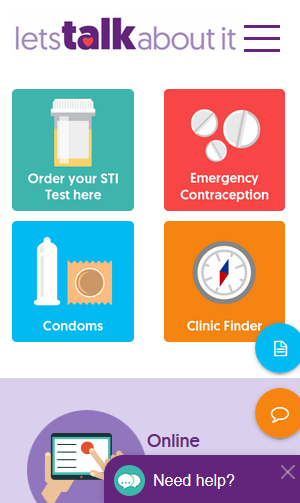 letstalkabout it
Order your STI
Test here
Emergency
Contraception
Condoms
Clinic Finder
Online
Need help?